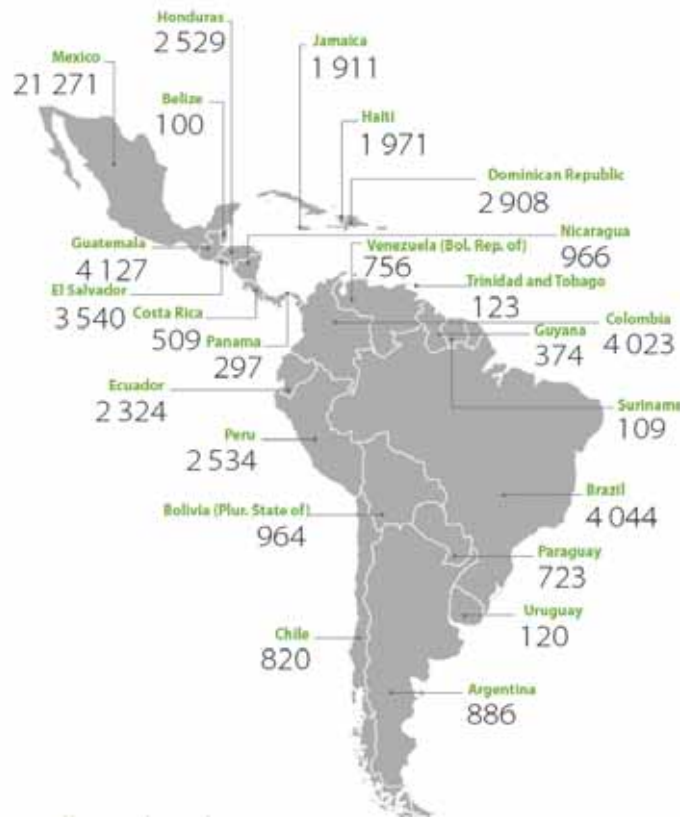 Honduras
2 529
Jamaica
1 911
Mexico
21 271
Belize
100
Haiti
1 971
Dominican Republic
2 908
Guatemala
4 127
Nicaragua
966
Venezuela (Bol. Rep. of)
756
El Salvador
3 540
Costa Rica
509
Panama
297
Trinidad and Tobago
123
Guyana
374
Colombia
4 023
Ecuador
2 324
Suriname
109
Peru
2 534
Brazil
4 044
Bolivia (Plur. State of)
964
Paraguay
723
Uruguay
120
Chile
820
Argentina
886